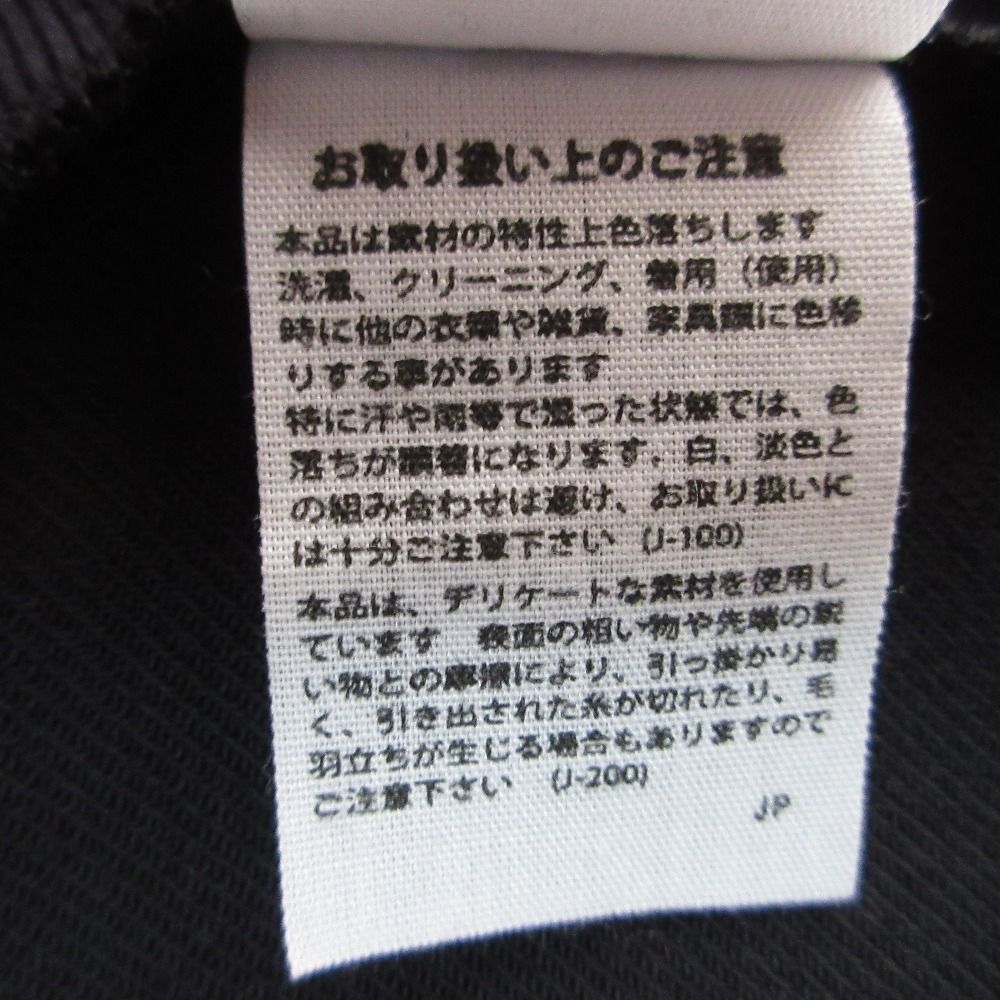 お取り扱い上のご注意
本品は素材の特性上色落ちします
洗濯、クリーニング、着用（使用）
時に他の衣類や雑貨、家具類に色移
りする事があります
特に汗や雨等で湿った状態では、色
落ちが顕著になります。白、淡色と
の組み合わせは避け、お取り扱いに
は十分ご注意下さい (J-100)
本品は、デリケートな素材を使用し
ています　表面の粗い物や先端の鋭
い物との摩擦により、引っ掛かり易
く、引き出された糸が切れたり、毛
羽立ちが生じる場合もありますので
ご注意下さい (J-200)
JP